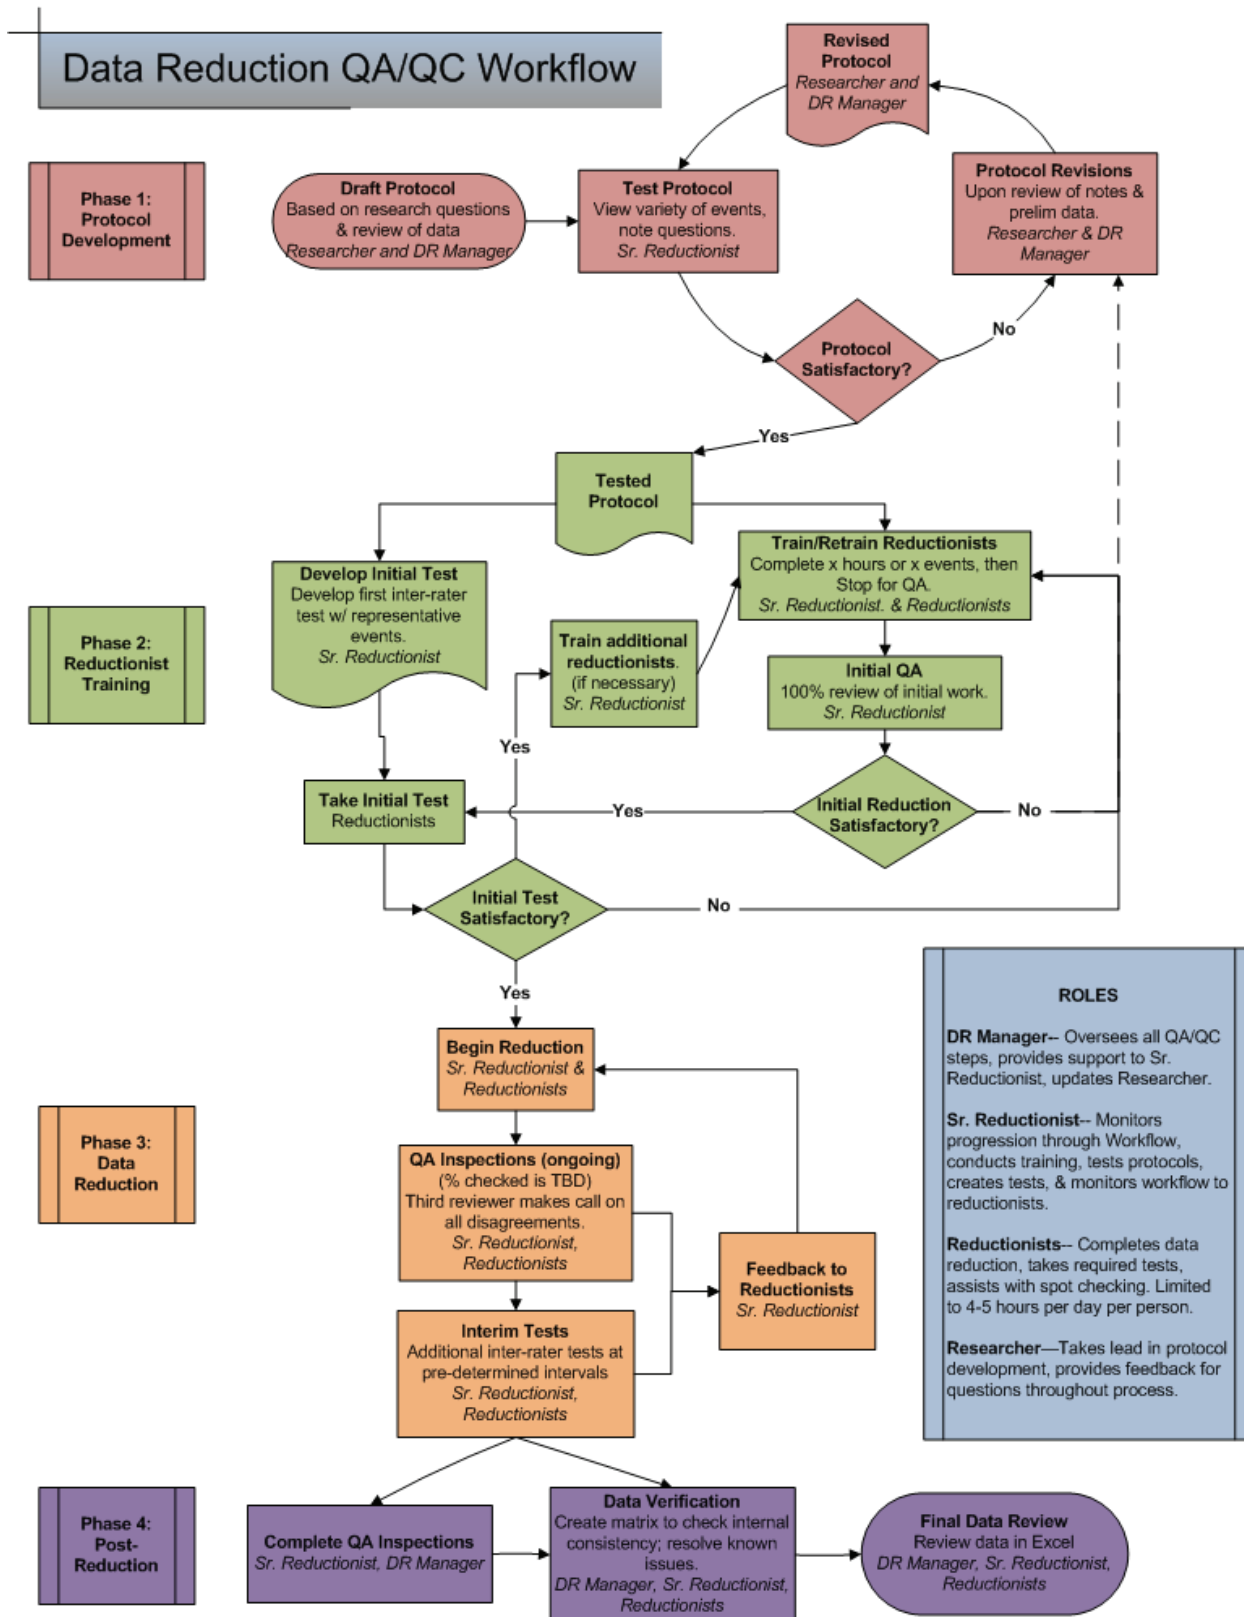 Data Reduction QA/QC Workflow
Revised
Protocol
Researcher and
DR Manager
Phase 1:
Protocol
Development
Draft Protocol
Based on research questions
& review of data
Researcher and DR Manager
Test Protocol
View variety of events,
note questions.
Sr. Reductionist
Protocol Revisions
Upon review of notes &
prelim data.
Researcher & DR
Manager
No
Protocol
Satisfactory?
Yes
Tested
Protocol
Phase 2:
Reductionist
Training
Develop Initial Test
Develop first inter-rater
test w/ representative
events.
Sr. Reductionist
Train/Retrain Reductionists
Complete x hours or x events, then
Stop for QA.
Sr. Reductionist. & Reductionists
Train additional
reductionists.
(if necessary)
Sr. Reductionist
Initial QA
100% review of initial work.
Sr. Reductionist
Yes
Take Initial Test
Reductionists
Yes
Initial Reduction
Satisfactory?
No
Initial Test
Satisfactory?
No
Yes
Phase 3:
Data
Reduction
Begin Reduction
Sr. Reductionist &
Reductionists
QA Inspections (ongoing)
(% checked is TBD)
Third reviewer makes call on
all disagreements.
Sr. Reductionist,
Reductionists
Feedback to
Reductionists
Sr. Reductionist
Interim Tests
Additional inter-rater tests at
pre-determined intervals
Sr. Reductionist,
Reductionists
ROLES
DR Manager-- Oversees all QA/QC
steps, provides support to Sr.
Reductionist, updates Researcher.
Sr. Reductionist-- Monitors
progression through Workflow,
conducts training, tests protocols,
creates tests, & monitors workflow to
reductionists.
Reductionists-- Completes data
reduction, takes required tests,
assists with spot checking. Limited
to 4-5 hours per day per person.
Researcher—Takes lead in protocol
development, provides feedback for
questions throughout process.
Phase 4:
Post-
Reduction
Complete QA Inspections
Sr. Reductionist, DR Manager
Data Verification
Create matrix to check internal
consistency; resolve known
issues.
DR Manager, Sr. Reductionist,
Reductionists
Final Data Review
Review data in Excel
DR Manager, Sr. Reductionist,
Reductionists